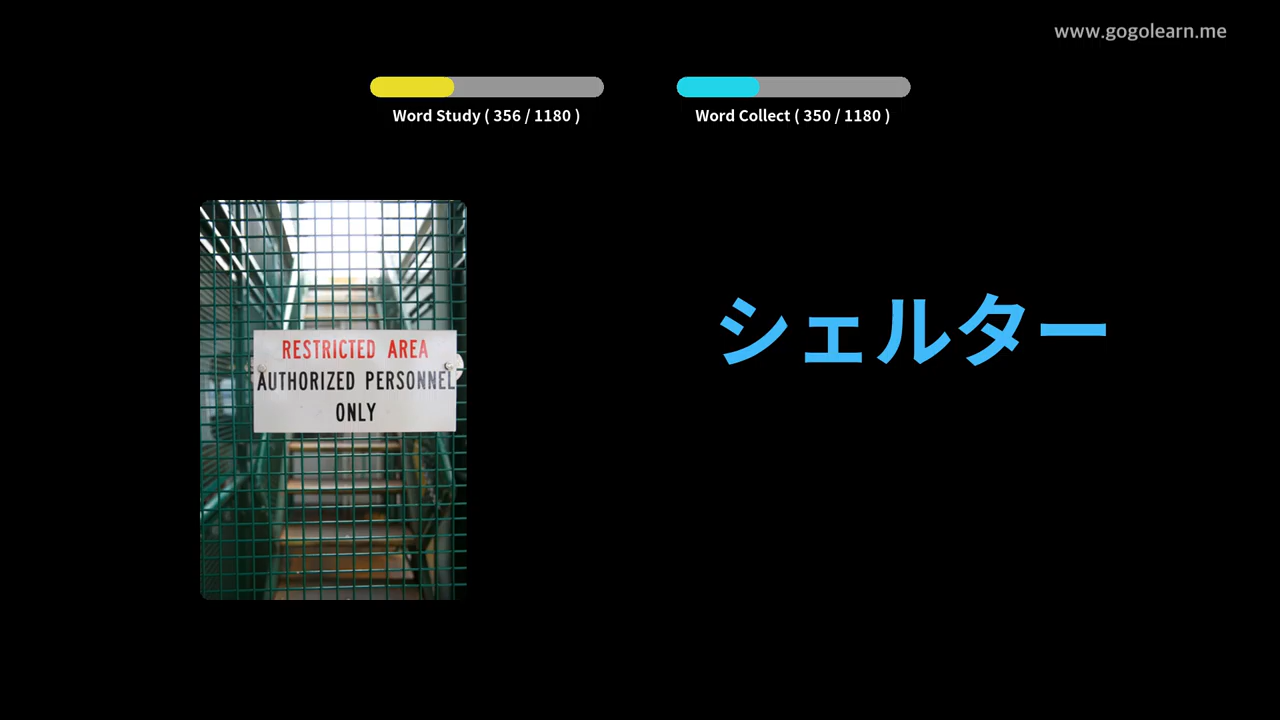 www.gogolearn.me
Word Study ( 356 / 1180 )
Word Collect ( 350 / 1180 )
RESTRICTED AREA
AUTHORIZED PERSONNEL
ONLY
シェルター